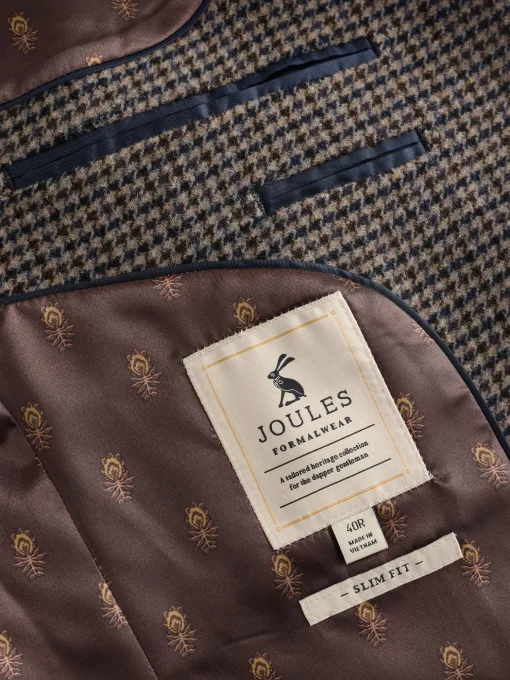 JOULES
FORMALWEAR
A tailored heritage collection
for the dapper gentleman
40R
MADE IN
VIETNAM
– SLIM FIT –